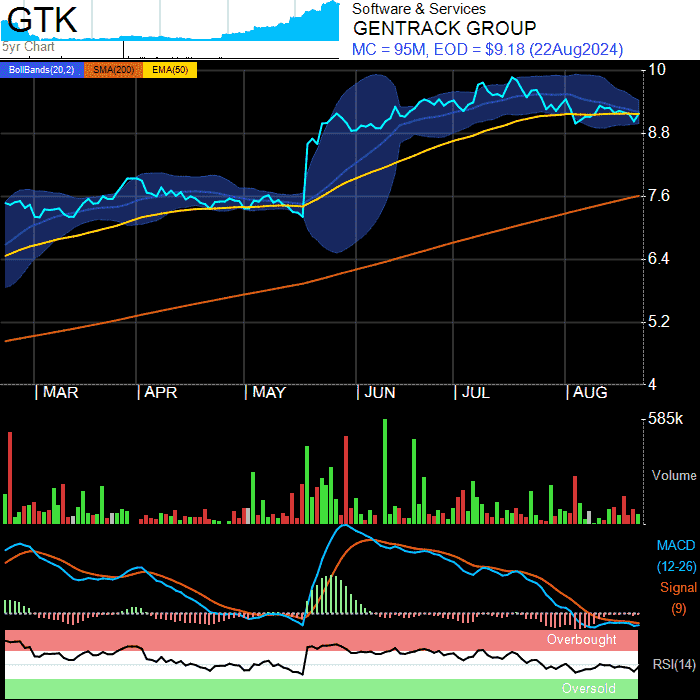 GTK
5yr Chart
Software & Services
GENTRACK GROUP
MC = 95M, EOD = $9.18 (22Aug2024)
BollBands(20,2) SMA(200) EMA(50)
10
8.8
7.6
6.4
5.2
4
MAR APR MAY JUN JUL AUG
585k
Volume
MACD
(12-26)
Signal
(9)
Overbought
RSI(14)
Oversold